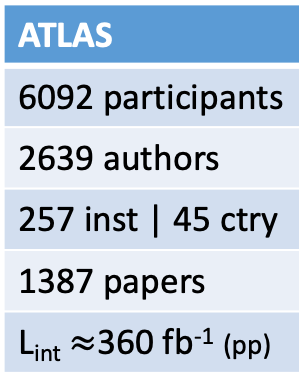 ATLAS
6092 participants
2639 authors
257 inst | 45 ctry
1387 papers
Lint ≈360 fb-1 (pp)